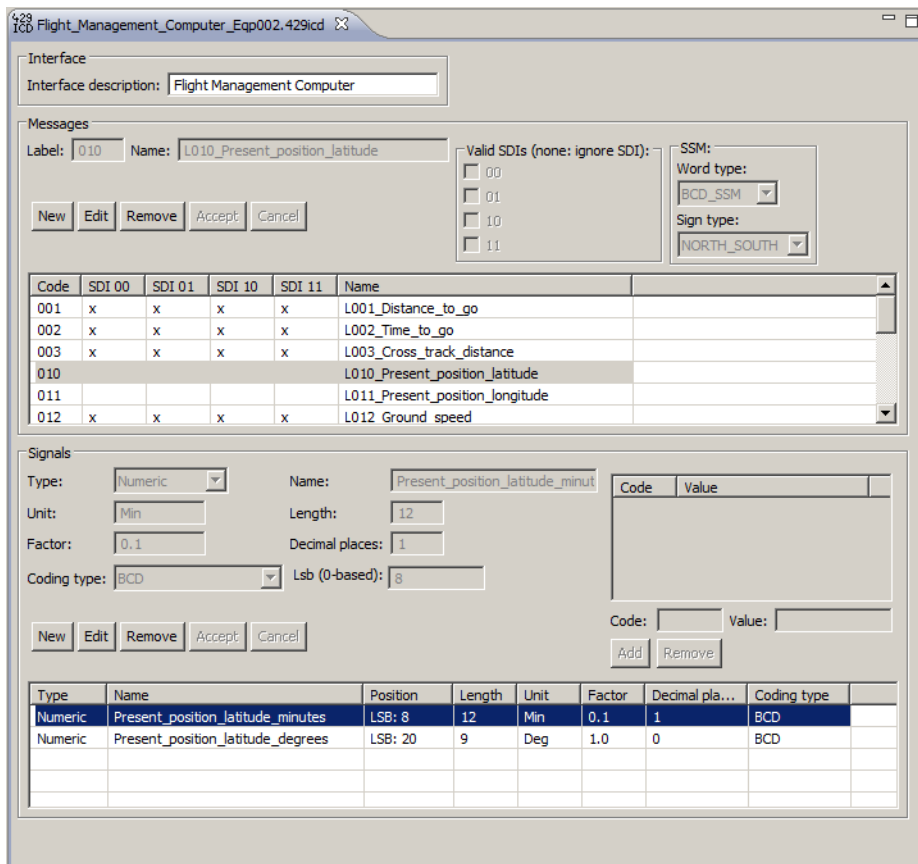 429 ICD Flight_Management_Computer_Eqp002.429icd
Interface
Interface description: Flight Management Computer
Messages
Label: 010 Name: L010_Present_position_latitude
Valid SDIs (none: ignore SDI):
00
01
10
11
SSM:
Word type:
BCD_SSM
Sign type:
NORTH_SOUTH
New Edit Remove Accept Cancel
Code SDI 00 SDI 01 SDI 10 SDI 11 Name
001 x x x x L001_Distance_to_go
002 x x x x L002_Time_to_go
003 x x x x L003_Cross_track_distance
010 L010_Present_position_latitude
011 L011_Present_position_longitude
012 x x x x L012_Ground_speed
Signals
Type: Numeric Name: Present_position_latitude_minut
Unit: Min Length: 12
Factor: 0.1 Decimal places: 1
Coding type: BCD Lsb (0-based): 8
Code Value
Code: Value:
Add Remove
New Edit Remove Accept Cancel
Type Name Position Length Unit Factor Decimal pla... Coding type
Numeric Present_position_latitude_minutes LSB: 8 12 Min 0.1 1 BCD
Numeric Present_position_latitude_degrees LSB: 20 9 Deg 1.0 0 BCD